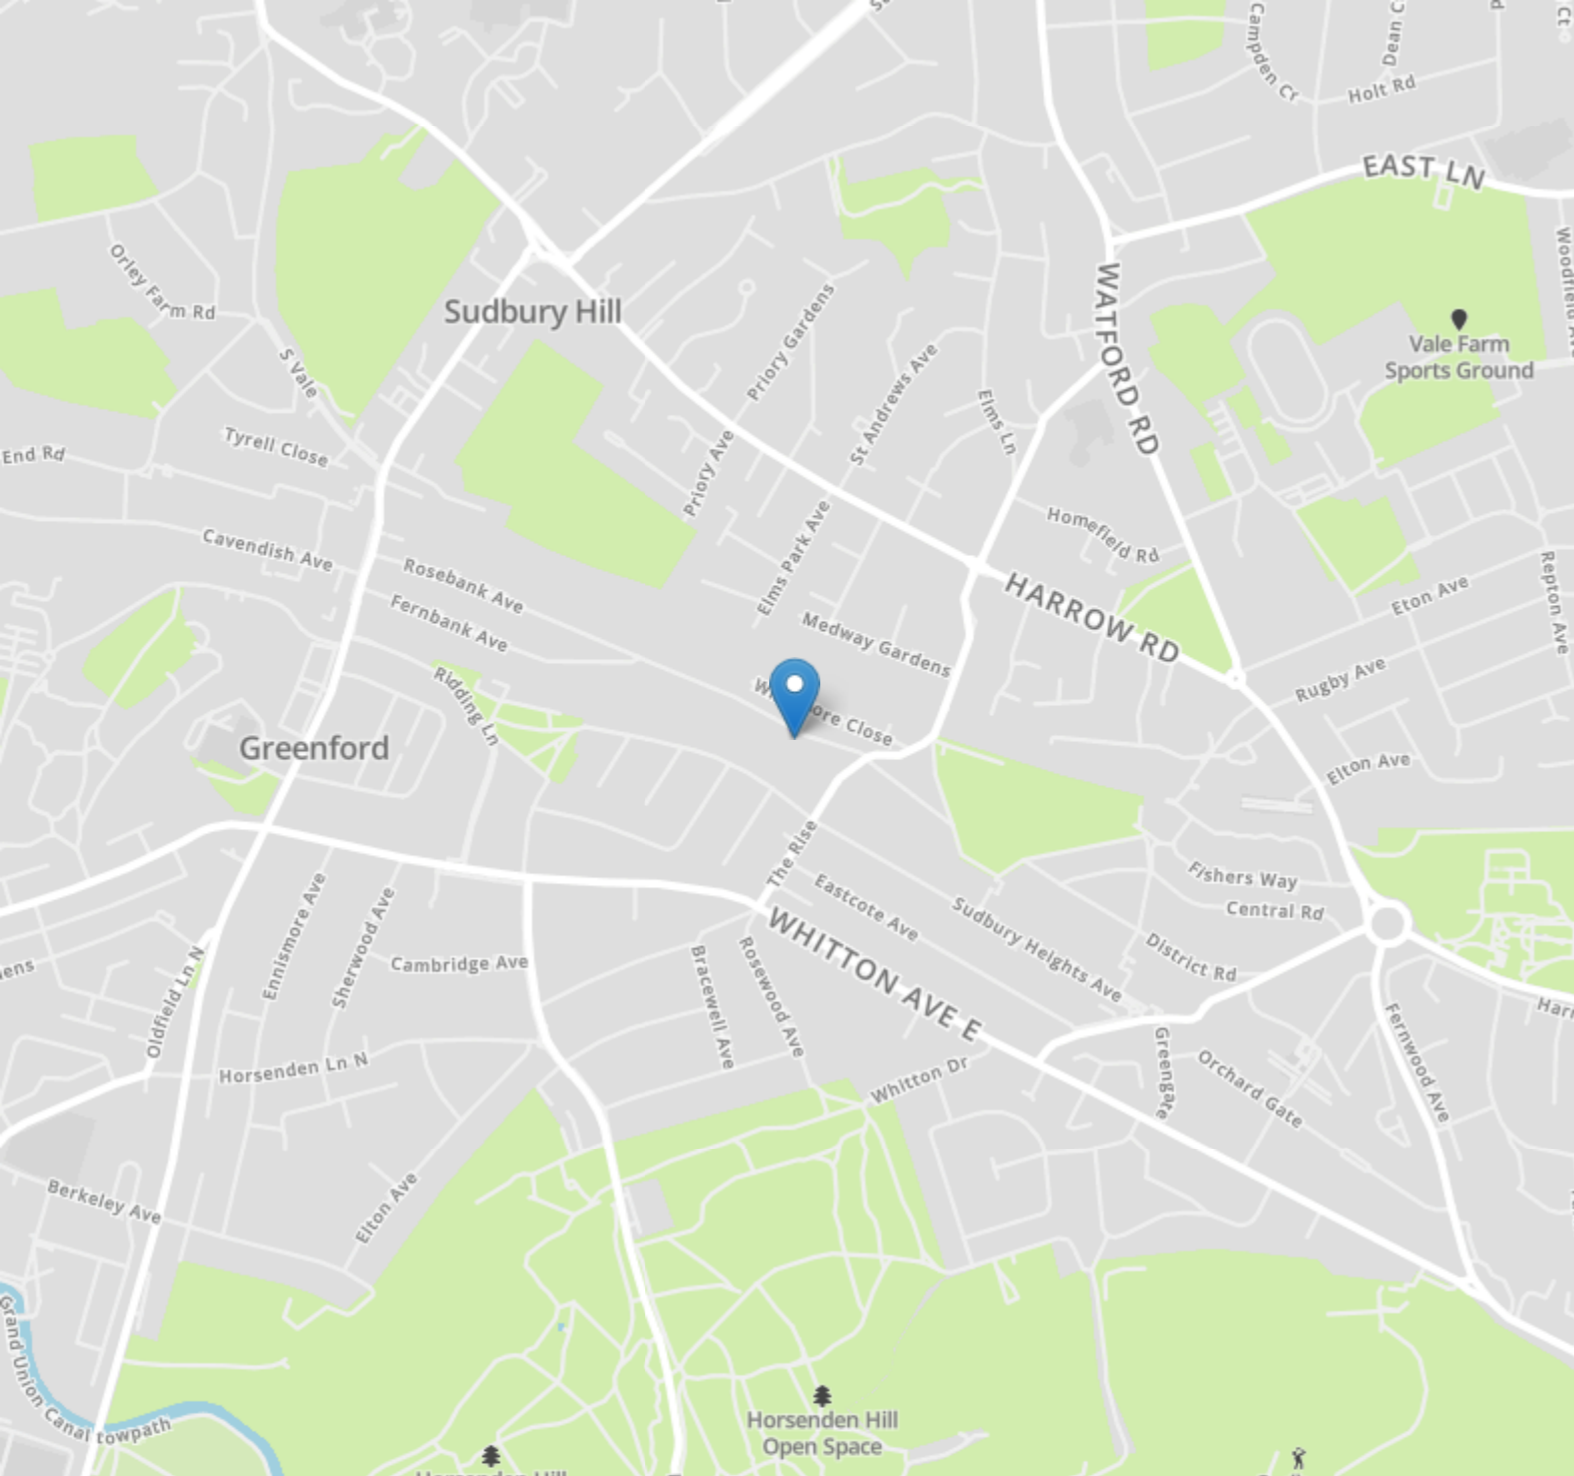 Campden Cr
Dean C
Holt Rd
EAST LN
Orley Farm Rd
Sudbury Hill
WATFORD RD
Vale Farm
Sports Ground
Priory Gardens
S Vale
St Andrews Ave
Elms Ln
Tyrell Close
End Rd
Priory Ave
Cavendish Ave
Elms Park Ave
Homefield Rd
Rosebank Ave
Fernbank Ave
HARROW RD
Eton Ave
Repton Ave
Medway Gardens
Rugby Ave
Ridding Ln
ore Close
Greenford
Elton Ave
The Rise
Fishers Way
Central Rd
Eastcote Ave
Sudbury Heights Ave
District Rd
WHITTON AVE E
Ennismore Ave
Sherwood Ave
Cambridge Ave
Bracewell Ave
Rosewood Ave
Oldfield Ln N
Horsenden Ln N
Whitton Dr
Greengate
Orchard Gate
Fernwood Ave
Berkeley Ave
Elton Ave
Grand Union Canal towpath
Horsenden Hill
Open Space